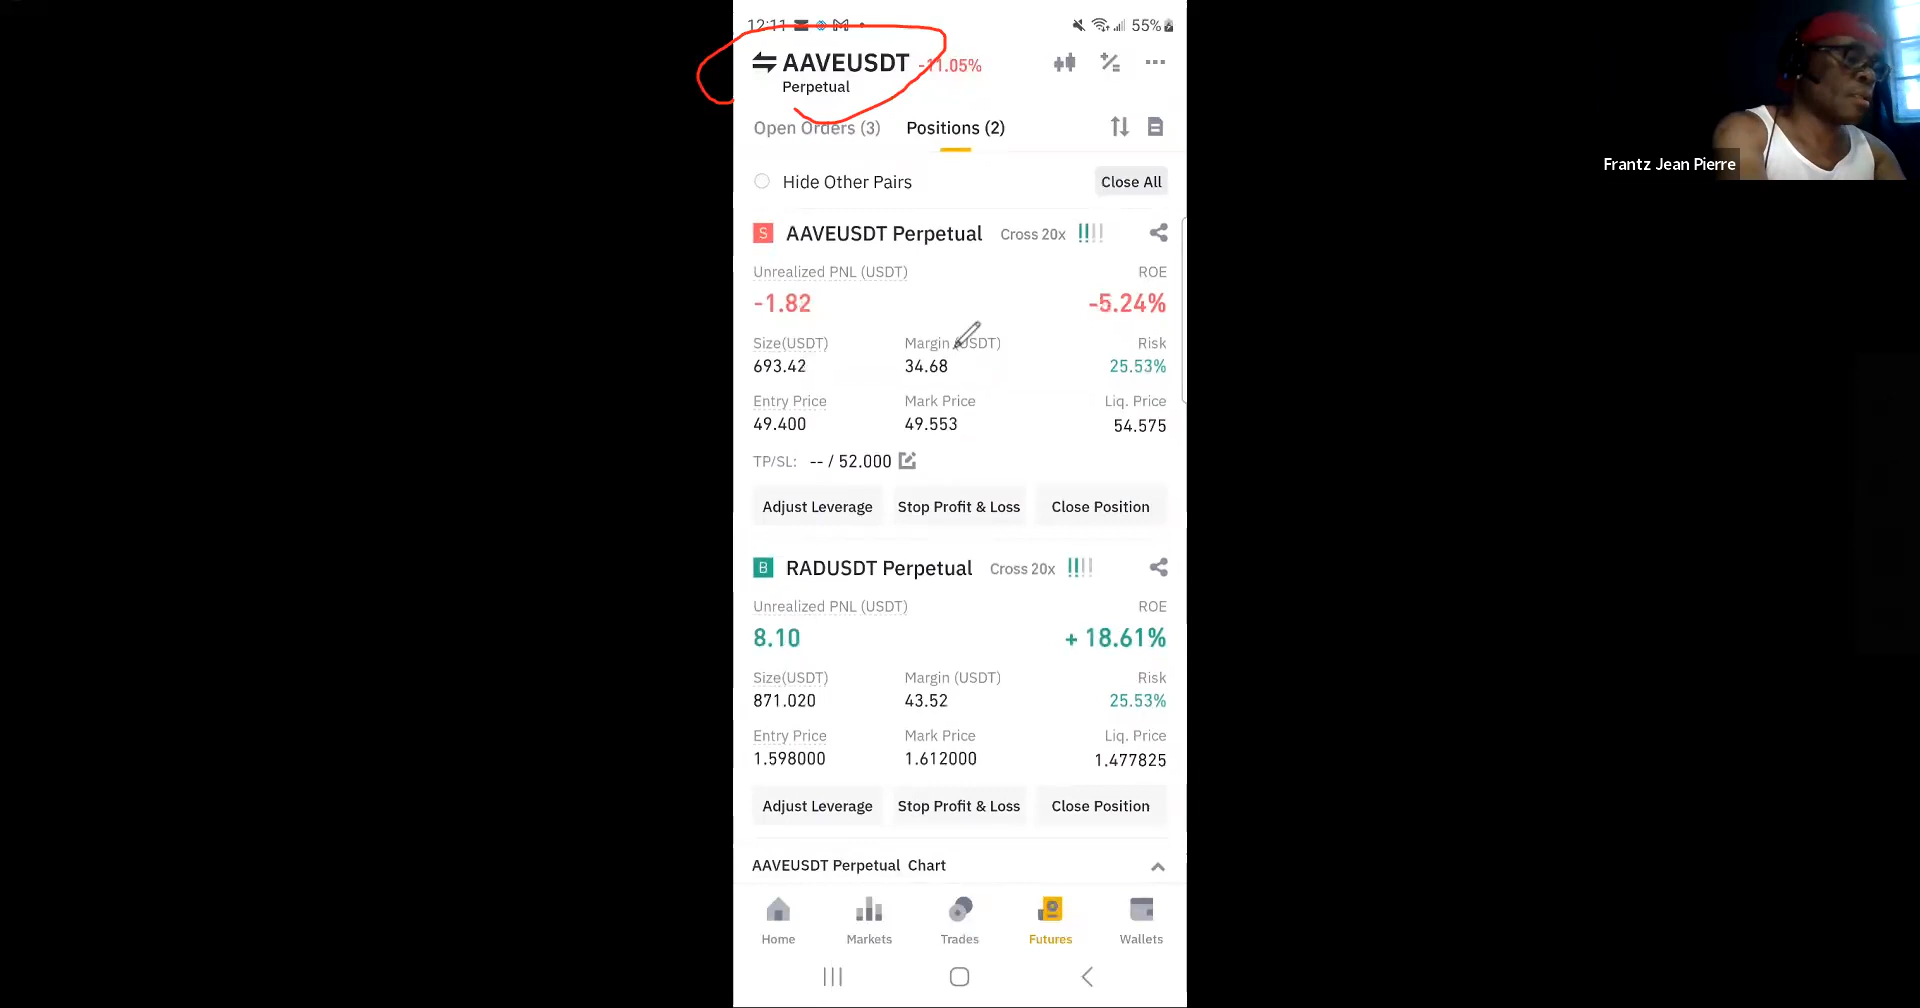 12:11 55%
AAVEUSDT -11.05%
Perpetual
Open Orders (3) Positions (2)
Hide Other Pairs Close All
S AAVEUSDT Perpetual Cross 20x
Unrealized PNL (USDT) ROE
-1.82 -5.24%
Size(USDT) Margin (USDT) Risk
693.42 34.68 25.53%
Entry Price Mark Price Liq. Price
49.400 49.553 54.575
TP/SL: -- / 52.000
Adjust Leverage Stop Profit & Loss Close Position
B RADUSDT Perpetual Cross 20x
Unrealized PNL (USDT) ROE
8.10 + 18.61%
Size(USDT) Margin (USDT) Risk
871.020 43.52 25.53%
Entry Price Mark Price Liq. Price
1.598000 1.612000 1.477825
Adjust Leverage Stop Profit & Loss Close Position
AAVEUSDT Perpetual Chart
Home Markets Trades Futures Wallets
Frantz Jean Pierre